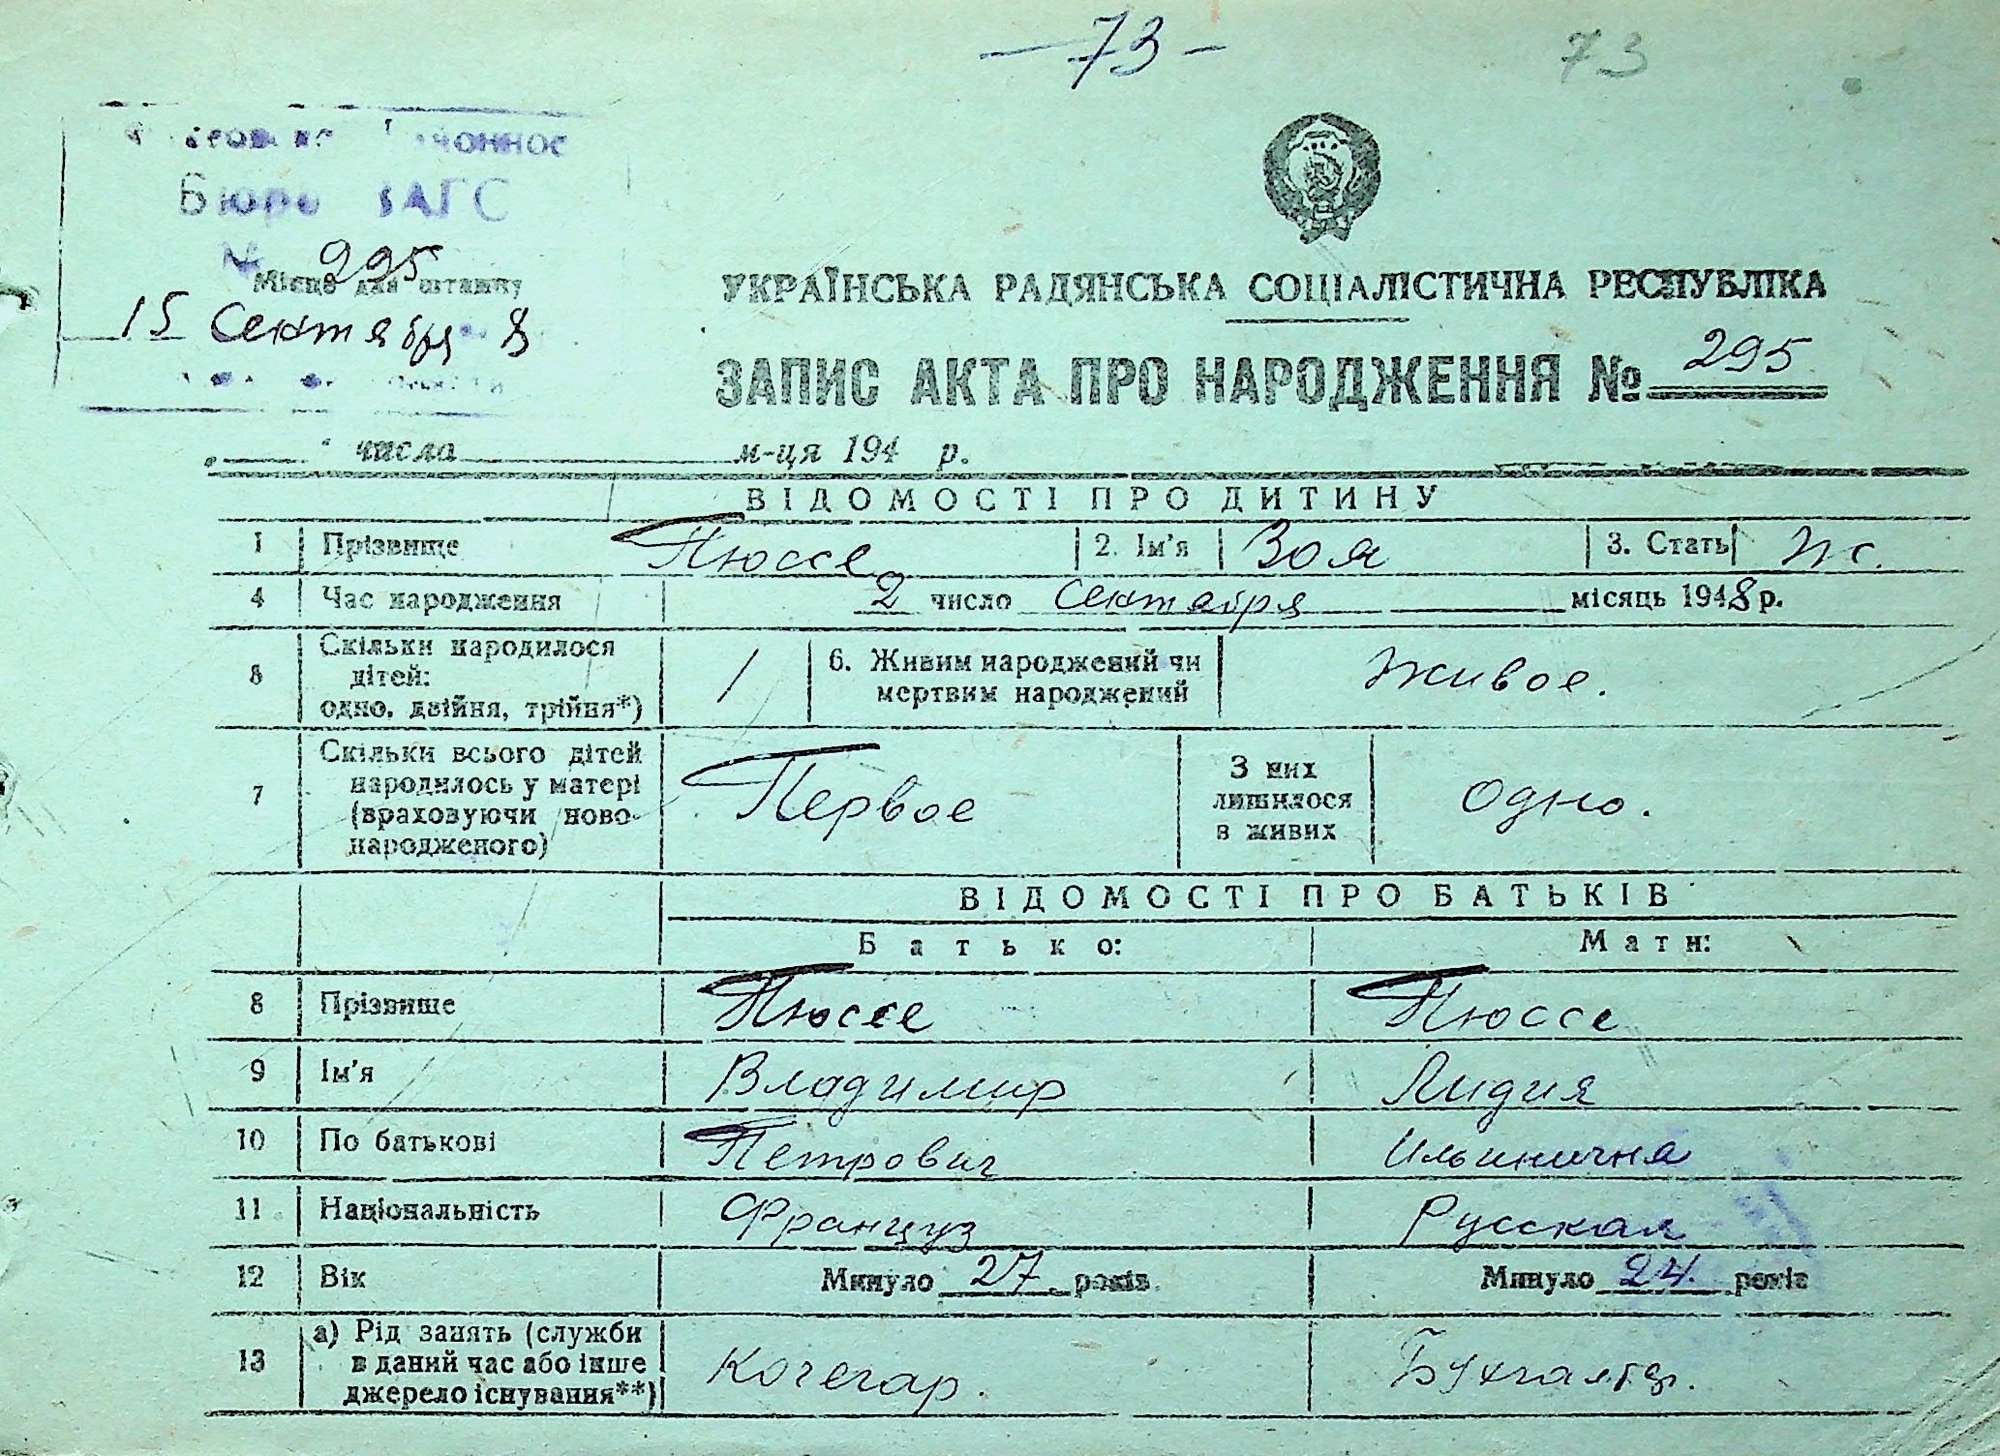 — 73 —
73
Бюро ЗАГС
№ 295
Місце для штампу
15 Сентября 8
УКРАЇНСЬКА РАДЯНСЬКА СОЦІАЛІСТИЧНА РЕСПУБЛІКА
ЗАПИС АКТА ПРО НАРОДЖЕННЯ № 295
числа м-ця 194 р.
ВІДОМОСТІ ПРО ДИТИНУ
1 Прізвище Пюссе 2. Ім'я Зоя 3. Стать Ж.
4 Час народження 2 число Сентября місяць 1948 р.
5 Скільки народилося дітей: одно, двійня, трійня*) 1 6. Живим народжений чи мертвим народжений Живое.
7 Скільки всього дітей народилось у матері (враховуючи новонародженого) Первое З них лишилося в живих Одно.
ВІДОМОСТІ ПРО БАТЬКІВ
Батько: Мати:
8 Прізвище Пюссе Пюссе
9 Ім'я Владимир Лидия
10 По батькові Петрович Ильинична
11 Національність Француз Русская
12 Вік Минуло 27 років Минуло 24 років
13 а) Рід занять (служби в даний час або інше джерело існування**) Кочегар. Бухгалтер.